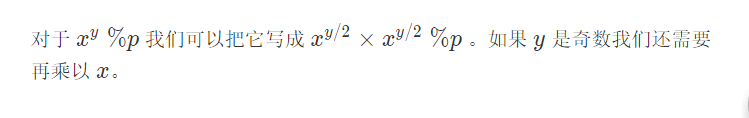 对于 x^y %p 我们可以把它写成 x^{y/2} × x^{y/2} %p 。如果 y 是奇数我们还需要
再乘以 x。